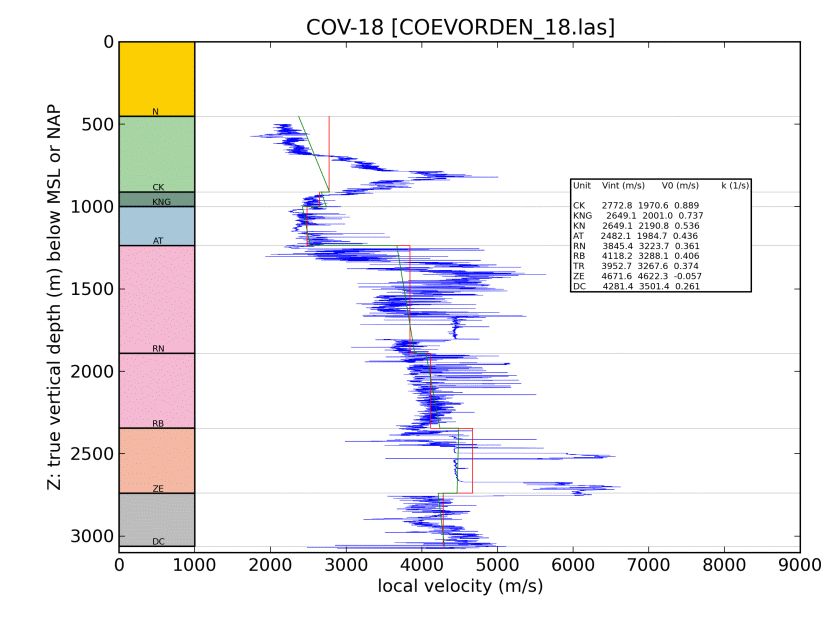 COV-18 [COEVORDEN_18.las]
0
500
1000
1500
2000
2500
3000
Z: true vertical depth (m) below MSL or NAP
N
CK
KNG
AT
RN
RB
ZE
DC
Unit Vint (m/s) V0 (m/s) k (1/s)
CK 2772.8 1970.6 0.889
KNG 2649.1 2001.0 0.737
KN 2649.1 2190.8 0.536
AT 2482.1 1984.7 0.436
RN 3845.4 3223.7 0.361
RB 4118.2 3288.1 0.406
TR 3952.7 3267.6 0.374
ZE 4671.6 4622.3 -0.057
DC 4281.4 3501.4 0.261
0 1000 2000 3000 4000 5000 6000 7000 8000 9000
local velocity (m/s)